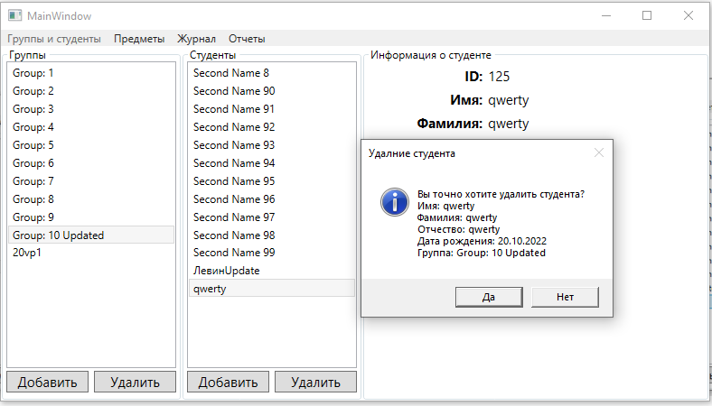 MainWindow
Группы и студенты Предметы Журнал Отчеты
Группы
Group: 1
Group: 2
Group: 3
Group: 4
Group: 5
Group: 6
Group: 7
Group: 8
Group: 9
Group: 10 Updated
20vp1
Добавить Удалить
Студенты
Second Name 8
Second Name 90
Second Name 91
Second Name 92
Second Name 93
Second Name 94
Second Name 95
Second Name 96
Second Name 97
Second Name 98
Second Name 99
ЛевинUpdate
qwerty
Добавить Удалить
Информация о студенте
ID: 125
Имя: qwerty
Фамилия: qwerty
Удалние студента
Вы точно хотите удалить студента?
Имя: qwerty
Фамилия: qwerty
Отчество: qwerty
Дата рождения: 20.10.2022
Группа: Group: 10 Updated
Да Нет